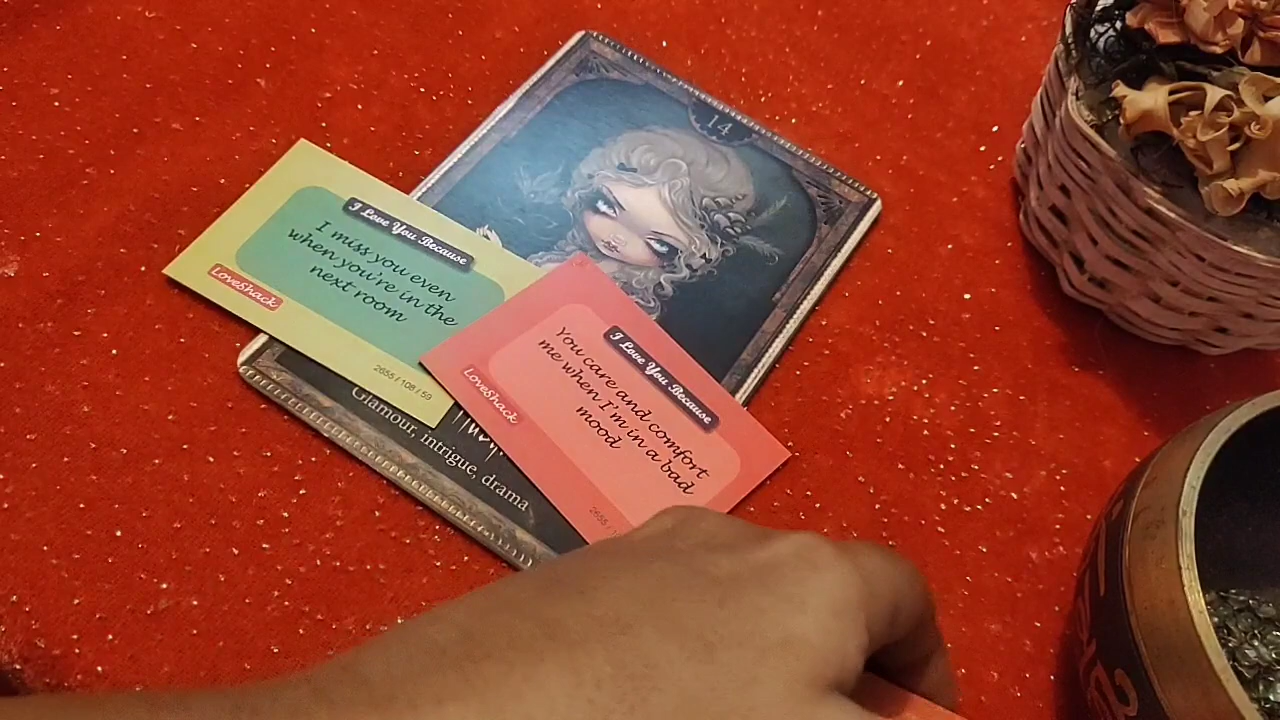 14
I Love You Because
I miss you even
when you're in the
next room
LoveShack
2655 / 108 / 59
I Love You Because
You care and comfort
me when I'm in a bad
mood
LoveShack
2655 /
Glamour, intrigue, drama